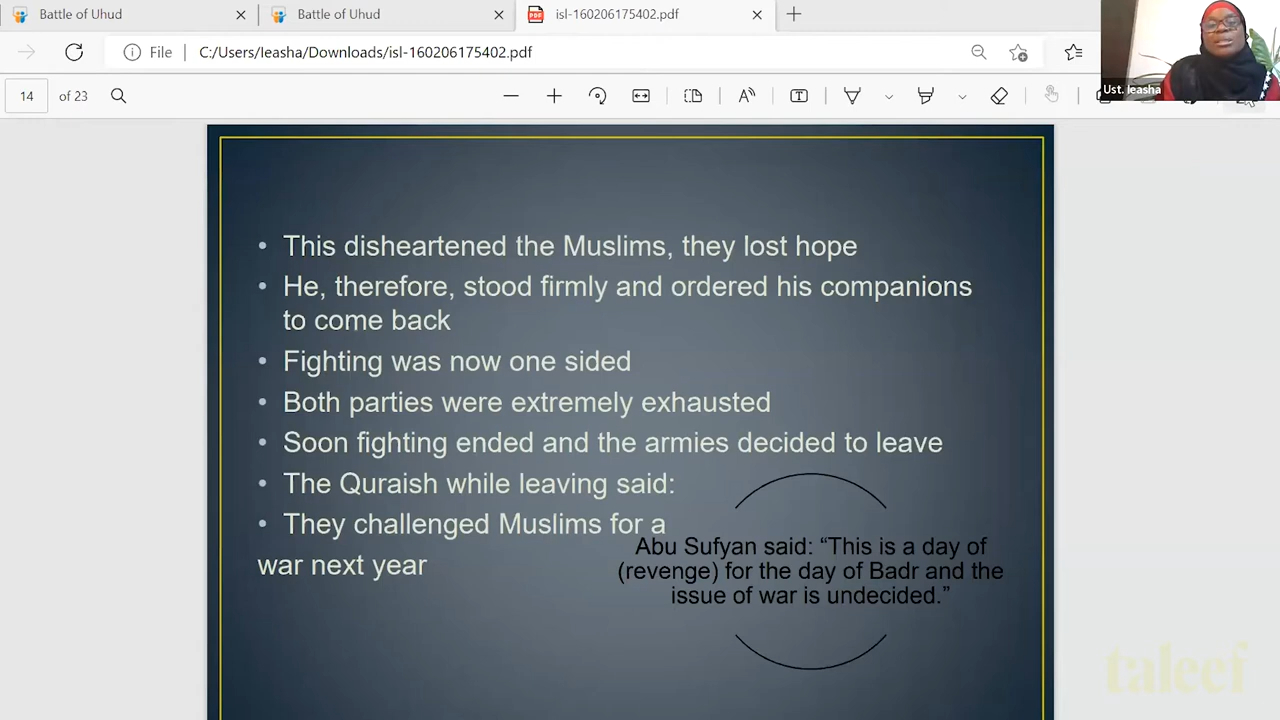 Battle of Uhud
Battle of Uhud
isl-160206175402.pdf
File
C:/Users/Ieasha/Downloads/isl-160206175402.pdf
Ust. Ieasha
14 of 23
• This disheartened the Muslims, they lost hope
• He, therefore, stood firmly and ordered his companions
to come back
• Fighting was now one sided
• Both parties were extremely exhausted
• Soon fighting ended and the armies decided to leave
• The Quraish while leaving said:
• They challenged Muslims for a
war next year
Abu Sufyan said: “This is a day of
(revenge) for the day of Badr and the
issue of war is undecided.”
taleef